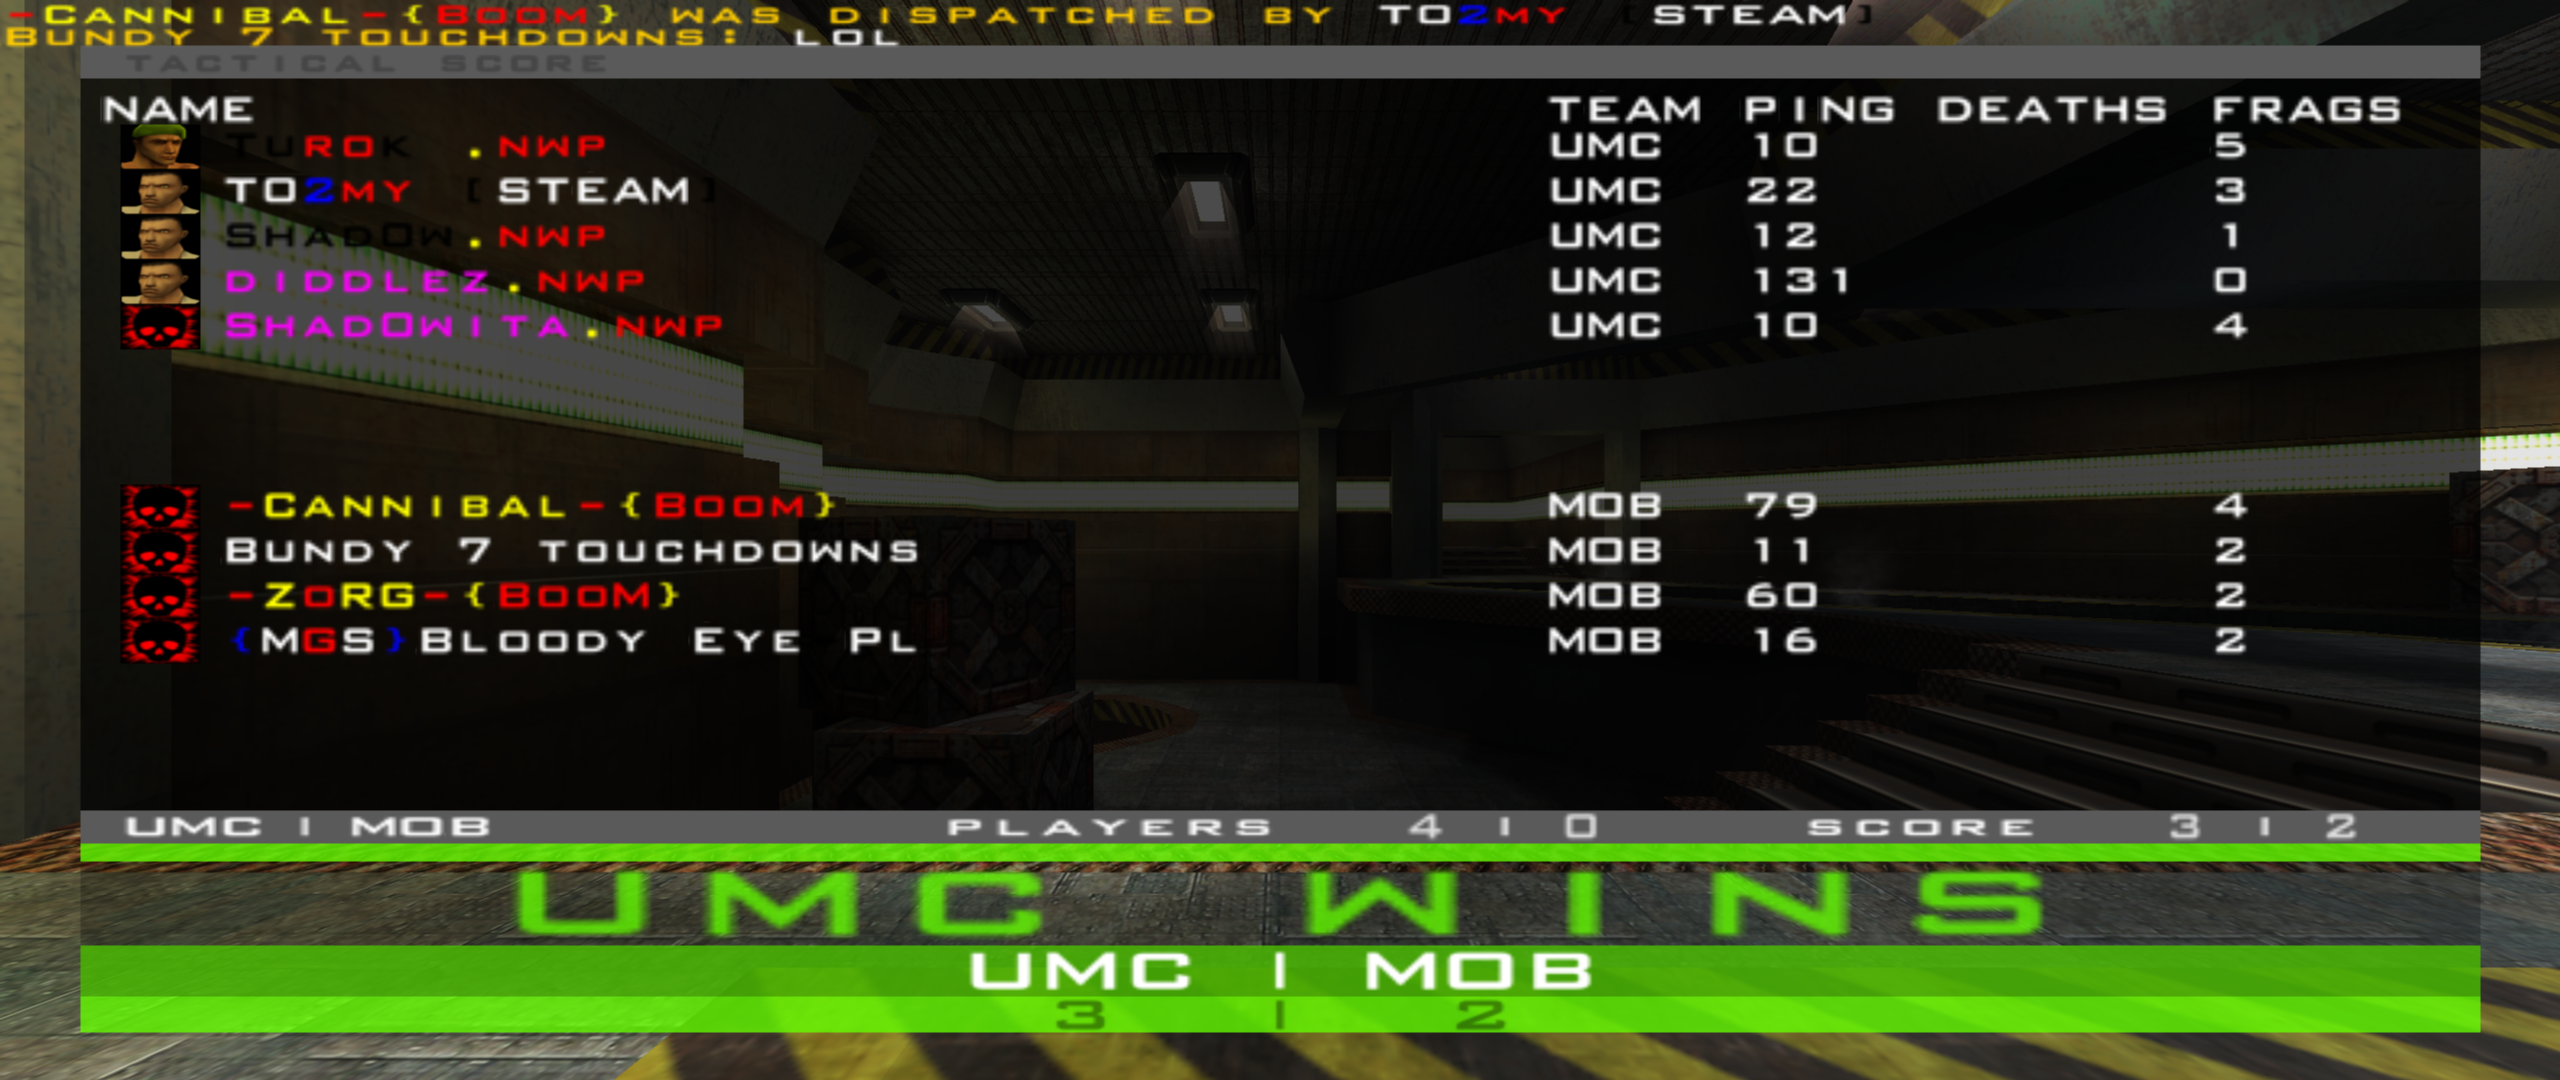 -Cannibal-{Boom} was dispatched by TO2MY [STEAM]
Bundy 7 touchdowns: LOL
TACTICAL SCORE
NAME TEAM PING DEATHS FRAGS
TUROK .NWP UMC 10 5
TO2MY [STEAM] UMC 22 3
SHADOW.NWP UMC 12 1
DIDDLEZ.NWP UMC 131 0
SHADOWITA.NWP UMC 10 4
-Cannibal-{Boom} MOB 79 4
Bundy 7 touchdowns MOB 11 2
-ZoRG-{BooM} MOB 60 2
{MGS}Bloody Eye Pl MOB 16 2
UMC | MOB PLAYERS 4 | 0 SCORE 3 | 2
UMC WINS
UMC | MOB
3 | 2